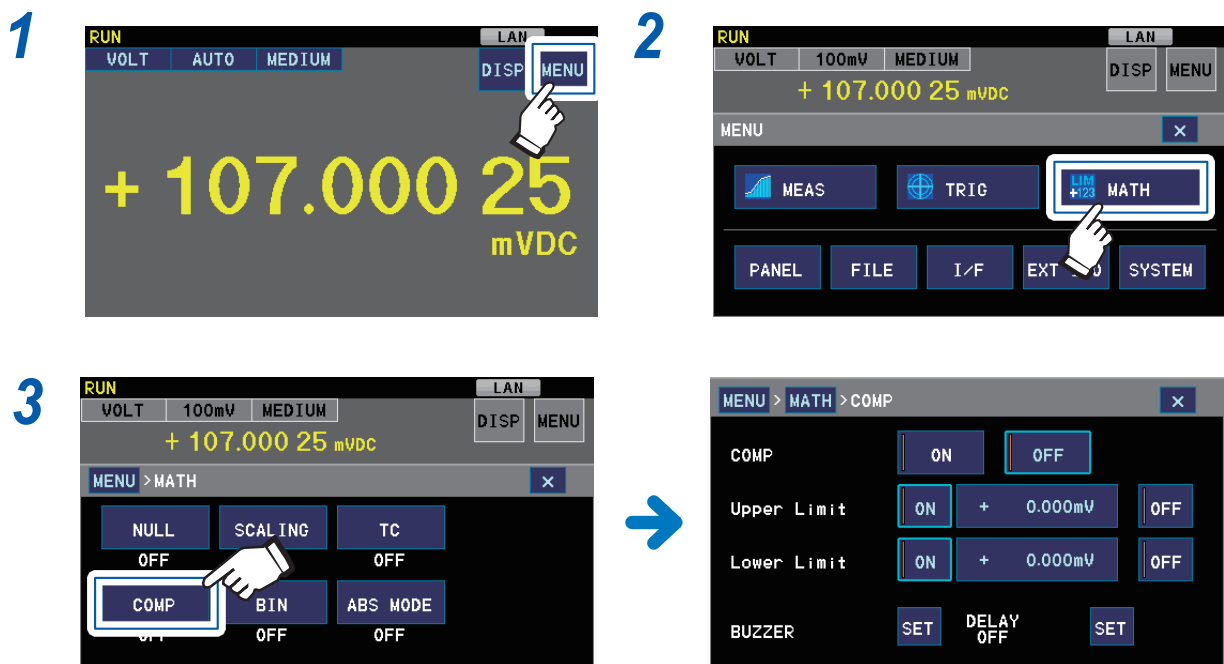 1
RUN
LAN
VOLT AUTO MEDIUM
DISP MENU
+ 107.000 25
mVDC
2
RUN
LAN
VOLT 100mV MEDIUM
DISP MENU
+ 107.000 25 mVDC
MENU ×
MEAS TRIG LIM +123 MATH
PANEL FILE I/F EXT SYSTEM
3
RUN
LAN
VOLT 100mV MEDIUM
DISP MENU
+ 107.000 25 mVDC
MENU >MATH ×
NULL SCALING TC
OFF OFF
COMP BIN ABS MODE
OFF OFF
MENU > MATH >COMP ×
COMP ON OFF
Upper Limit ON + 0.000mV OFF
Lower Limit ON + 0.000mV OFF
BUZZER SET DELAY OFF SET